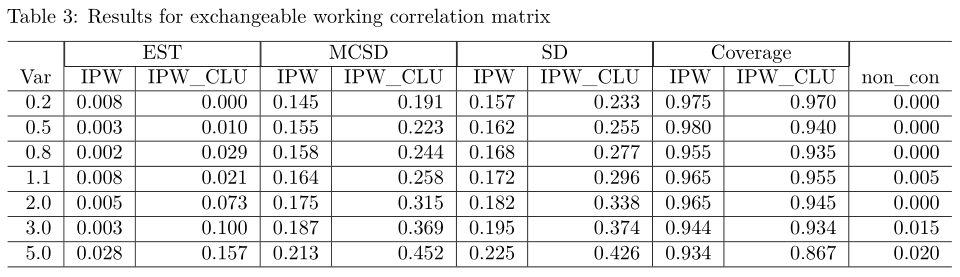 Table 3: Results for exchangeable working correlation matrix
EST MCSD SD Coverage
Var IPW IPW_CLU IPW IPW_CLU IPW IPW_CLU IPW IPW_CLU non_con
0.2 0.008 0.000 0.145 0.191 0.157 0.233 0.975 0.970 0.000
0.5 0.003 0.010 0.155 0.223 0.162 0.255 0.980 0.940 0.000
0.8 0.002 0.029 0.158 0.244 0.168 0.277 0.955 0.935 0.000
1.1 0.008 0.021 0.164 0.258 0.172 0.296 0.965 0.955 0.005
2.0 0.005 0.073 0.175 0.315 0.182 0.338 0.965 0.945 0.000
3.0 0.003 0.100 0.187 0.369 0.195 0.374 0.944 0.934 0.015
5.0 0.028 0.157 0.213 0.452 0.225 0.426 0.934 0.867 0.020